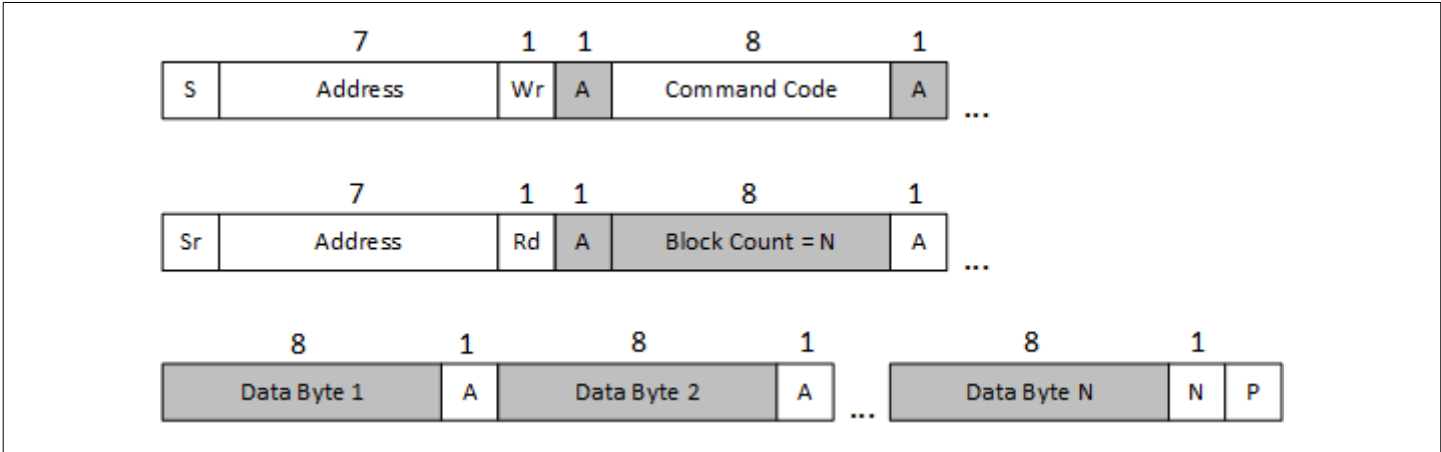 7 1 1 8 1
S Address Wr A Command Code A ...
7 1 1 8 1
Sr Address Rd A Block Count = N A ...
8 1 8 1 8 1
Data Byte 1 A Data Byte 2 A ... Data Byte N N P